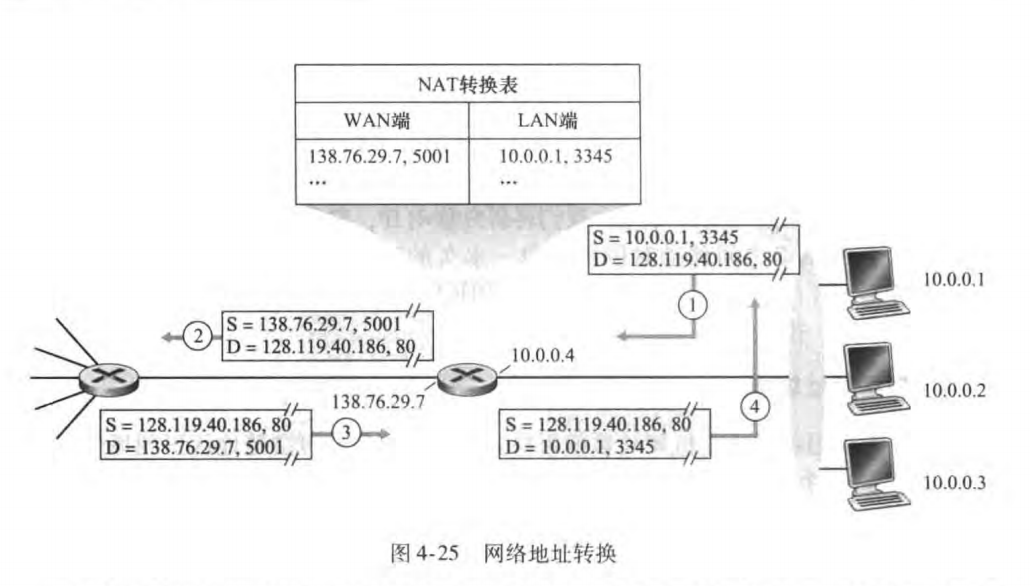 NAT转换表
WAN端
LAN端
138.76.29.7, 5001
10.0.0.1, 3345
…
…
S = 10.0.0.1, 3345
D = 128.119.40.186, 80
10.0.0.1
1
2
S = 138.76.29.7, 5001
D = 128.119.40.186, 80
10.0.0.4
10.0.0.2
138.76.29.7
4
S = 128.119.40.186, 80
D = 138.76.29.7, 5001
3
S = 128.119.40.186, 80
D = 10.0.0.1, 3345
10.0.0.3
图 4-25 网络地址转换